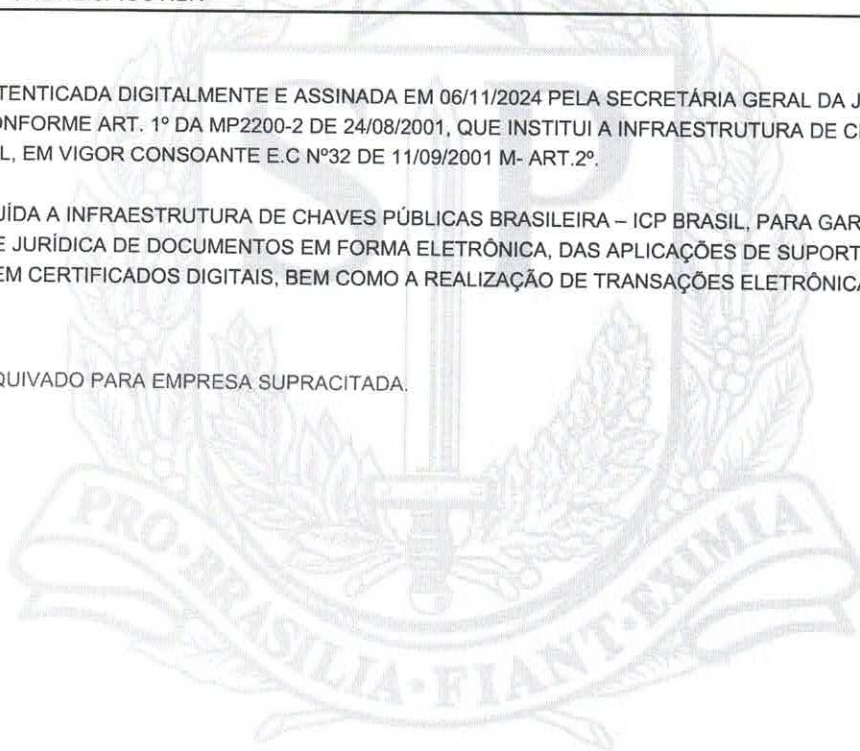 TENTICADA DIGITALMENTE E ASSINADA EM 06/11/2024 PELA SECRETÁRIA GERAL DA J
ONFORME ART. 1º DA MP2200-2 DE 24/08/2001, QUE INSTITUI A INFRAESTRUTURA DE C
L, EM VIGOR CONSOANTE E.C Nº32 DE 11/09/2001 M- ART.2º.
UÍDA A INFRAESTRUTURA DE CHAVES PÚBLICAS BRASILEIRA – ICP BRASIL, PARA GAR
E JURÍDICA DE DOCUMENTOS EM FORMA ELETRÔNICA, DAS APLICAÇÕES DE SUPORT
EM CERTIFICADOS DIGITAIS, BEM COMO A REALIZAÇÃO DE TRANSAÇÕES ELETRÔNICA
QUIVADO PARA EMPRESA SUPRACITADA.
SP
PRO·BRASILIA·FIANT·EXIMIA